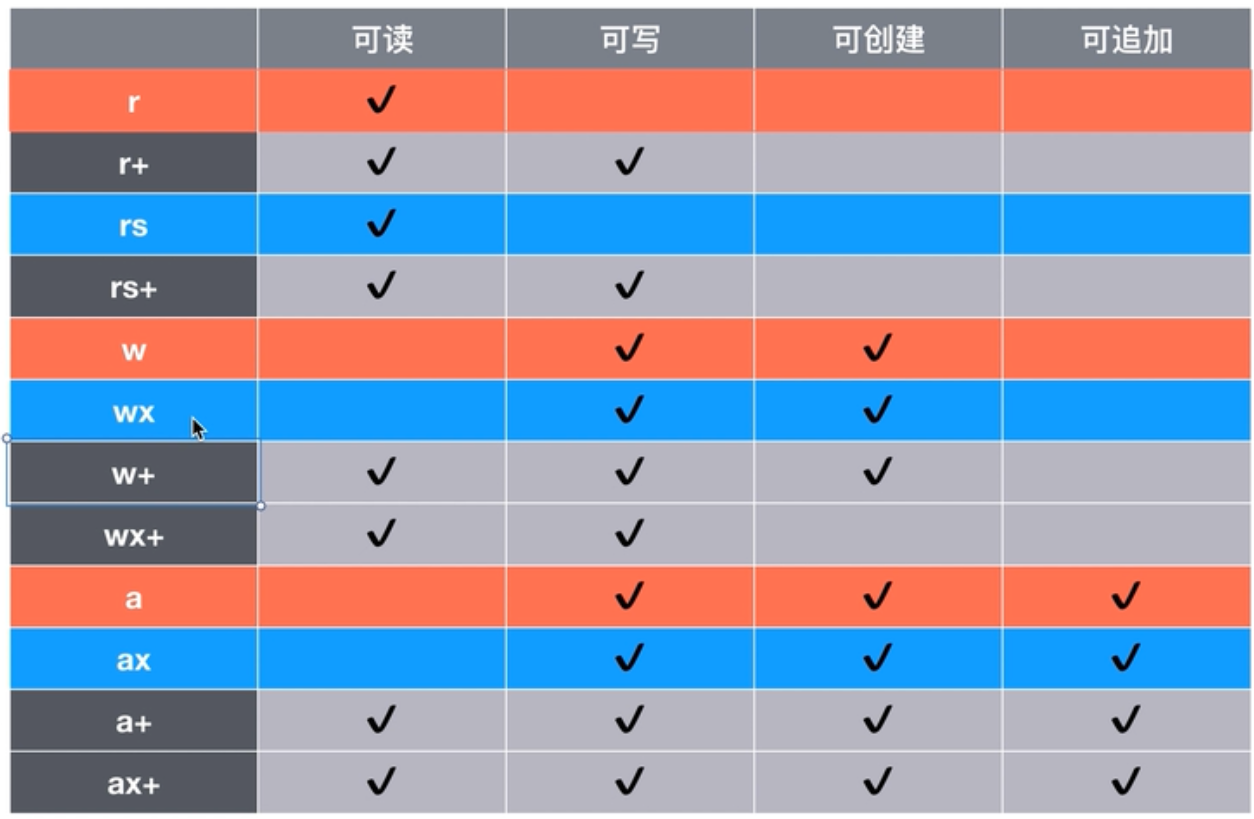 可读 可写 可创建 可追加
r ✓
r+ ✓ ✓
rs ✓
rs+ ✓ ✓
w ✓ ✓
wx ✓ ✓
w+ ✓ ✓ ✓
wx+ ✓ ✓
a ✓ ✓ ✓
ax ✓ ✓ ✓
a+ ✓ ✓ ✓ ✓
ax+ ✓ ✓ ✓ ✓